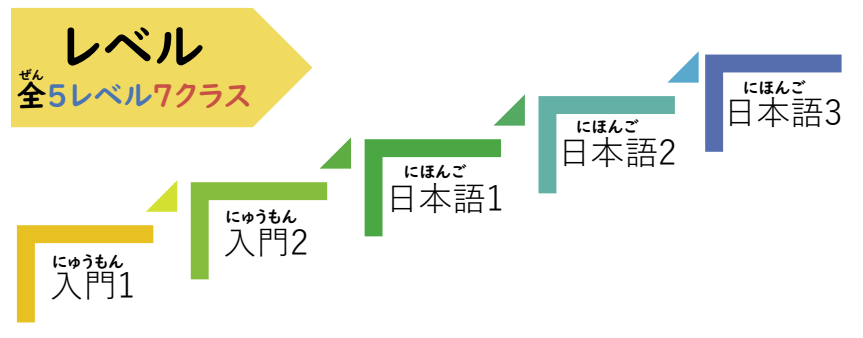 レベル
ぜん
全5レベル7クラス
にゅうもん
入門1
にゅうもん
入門2
にほんご
日本語1
にほんご
日本語2
にほんご
日本語3